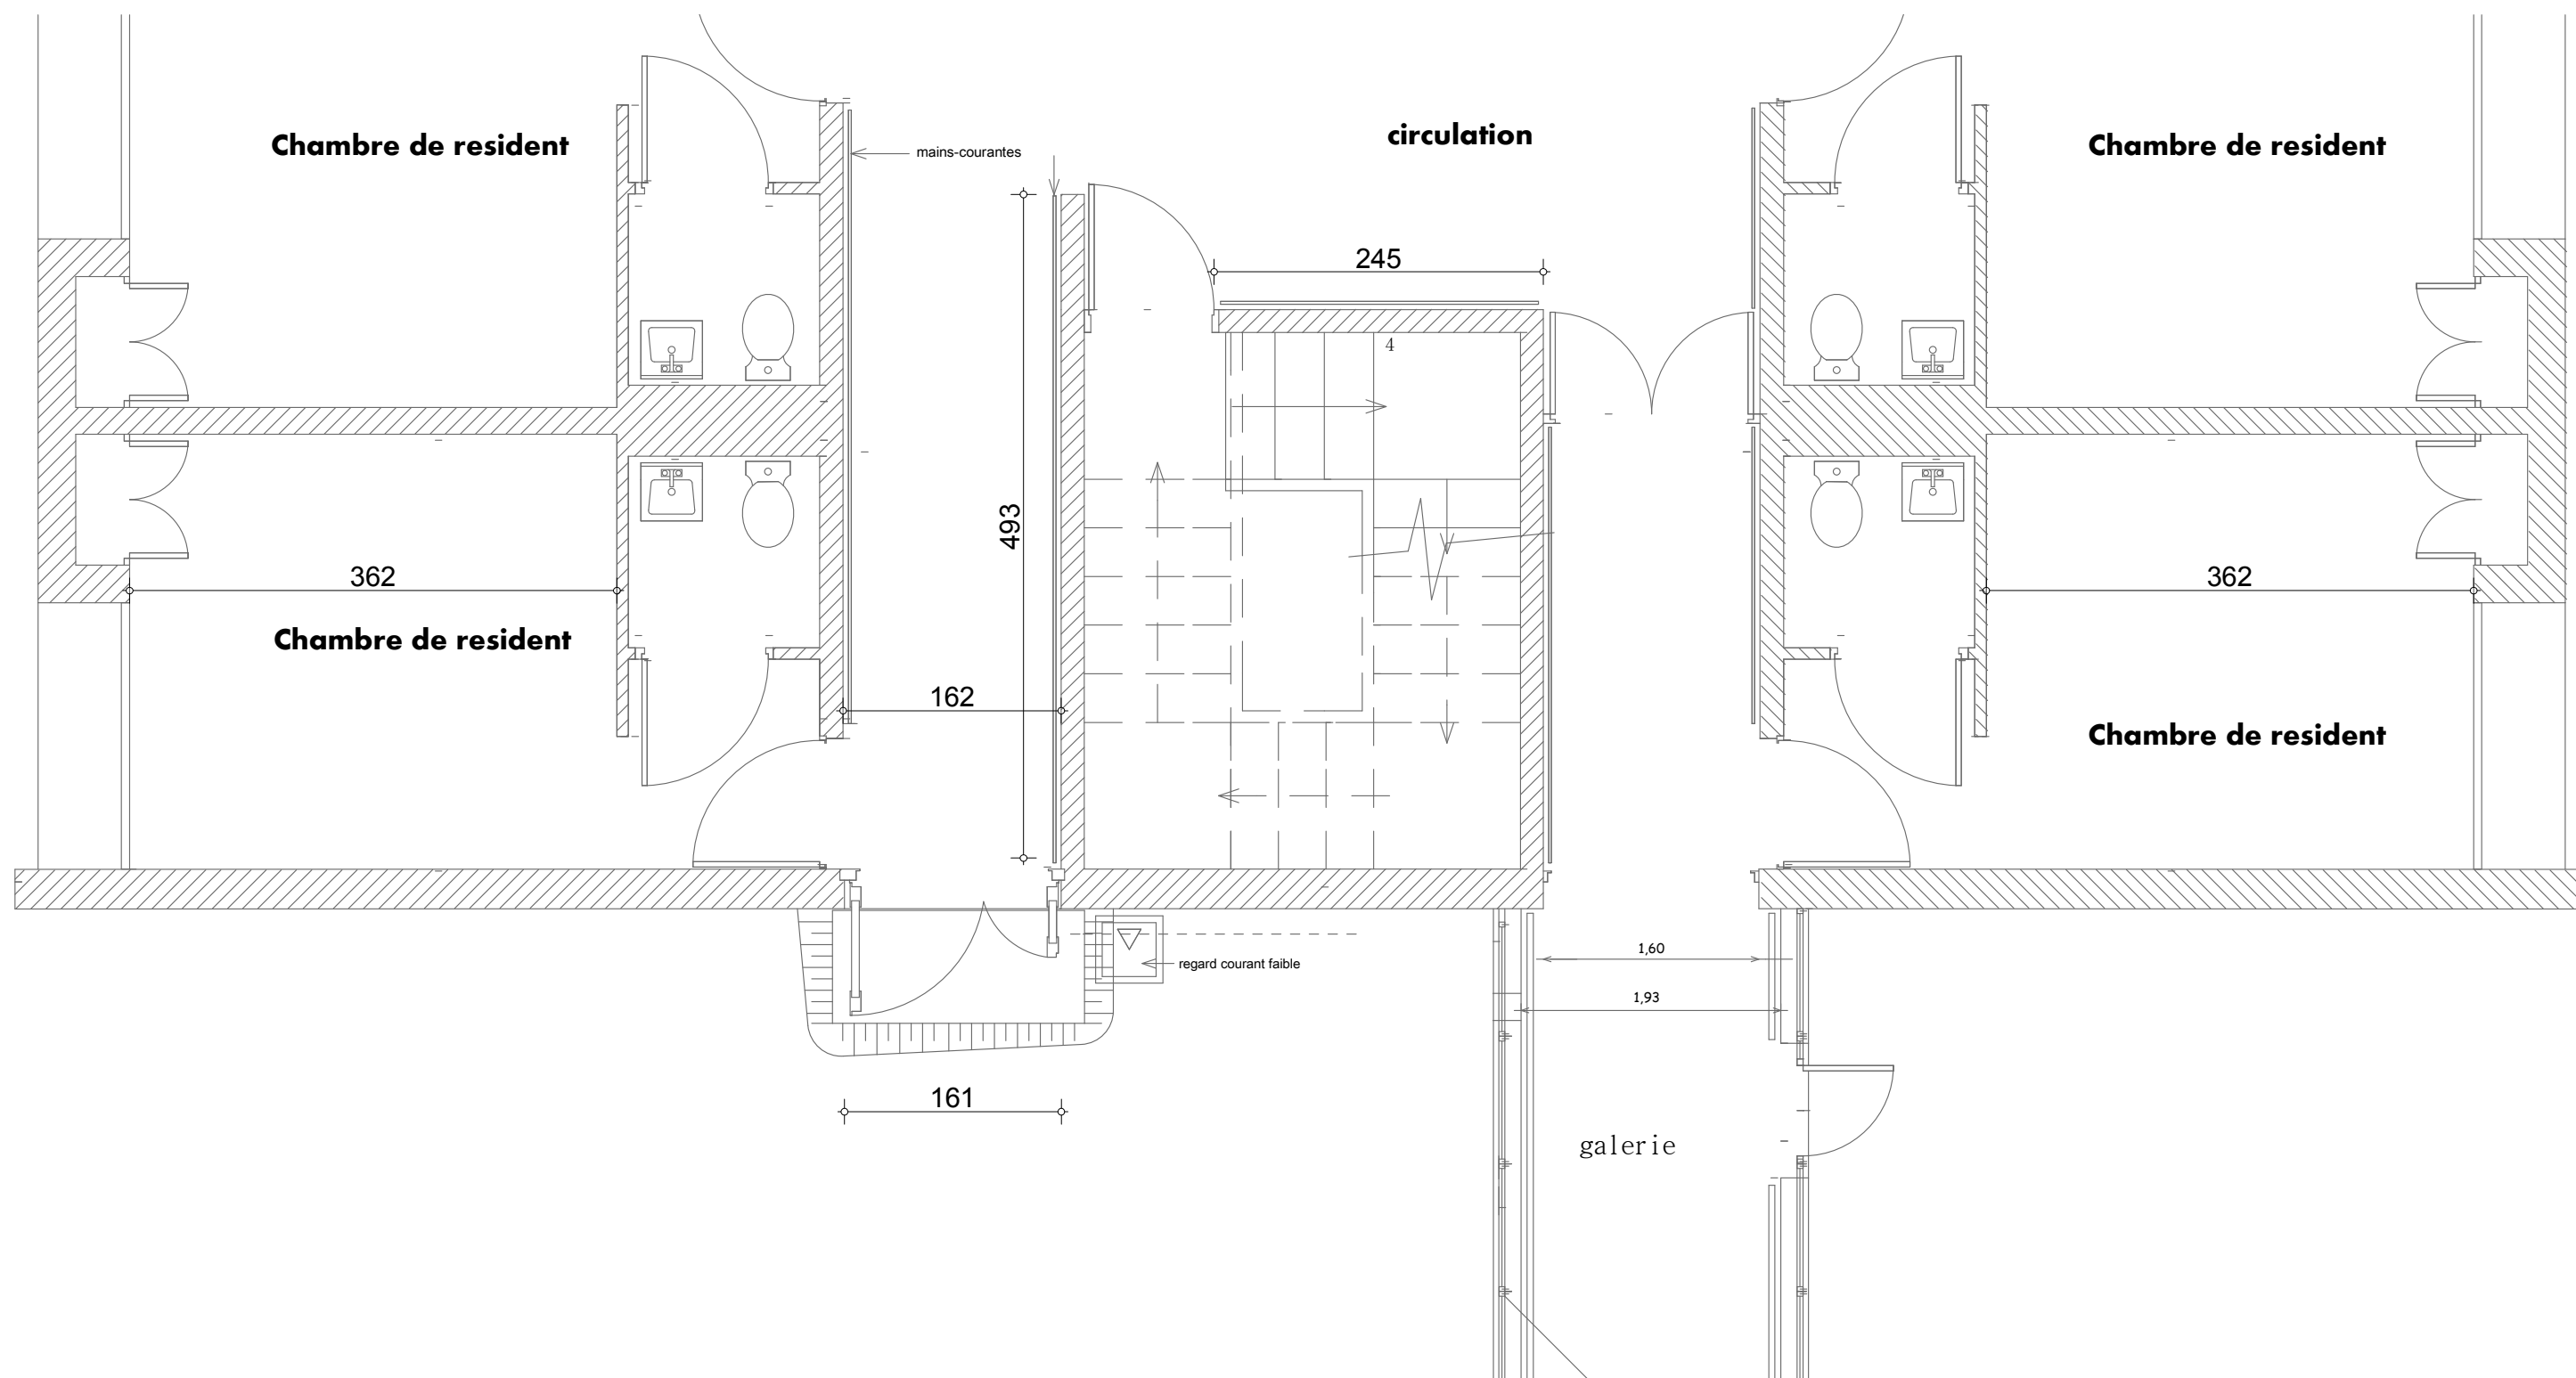 Chambre de resident
circulation
Chambre de resident
mains-courantes
245
4
493
362
362
Chambre de resident
162
Chambre de resident
1,60
regard courant faible
1,93
161
galerie